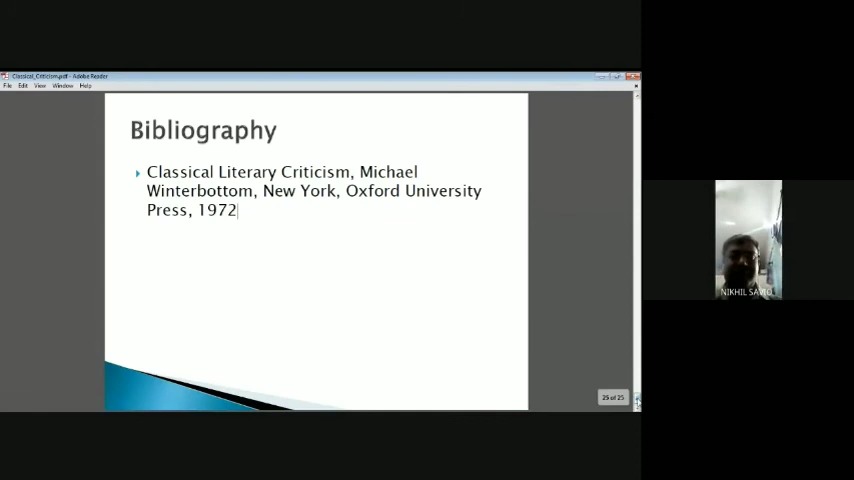 Classical_Criticism.pdf - Adobe Reader
File Edit View Window Help
Bibliography
Classical Literary Criticism, Michael
Winterbottom, New York, Oxford University
Press, 1972
25 of 25
NIKHIL SAVIO